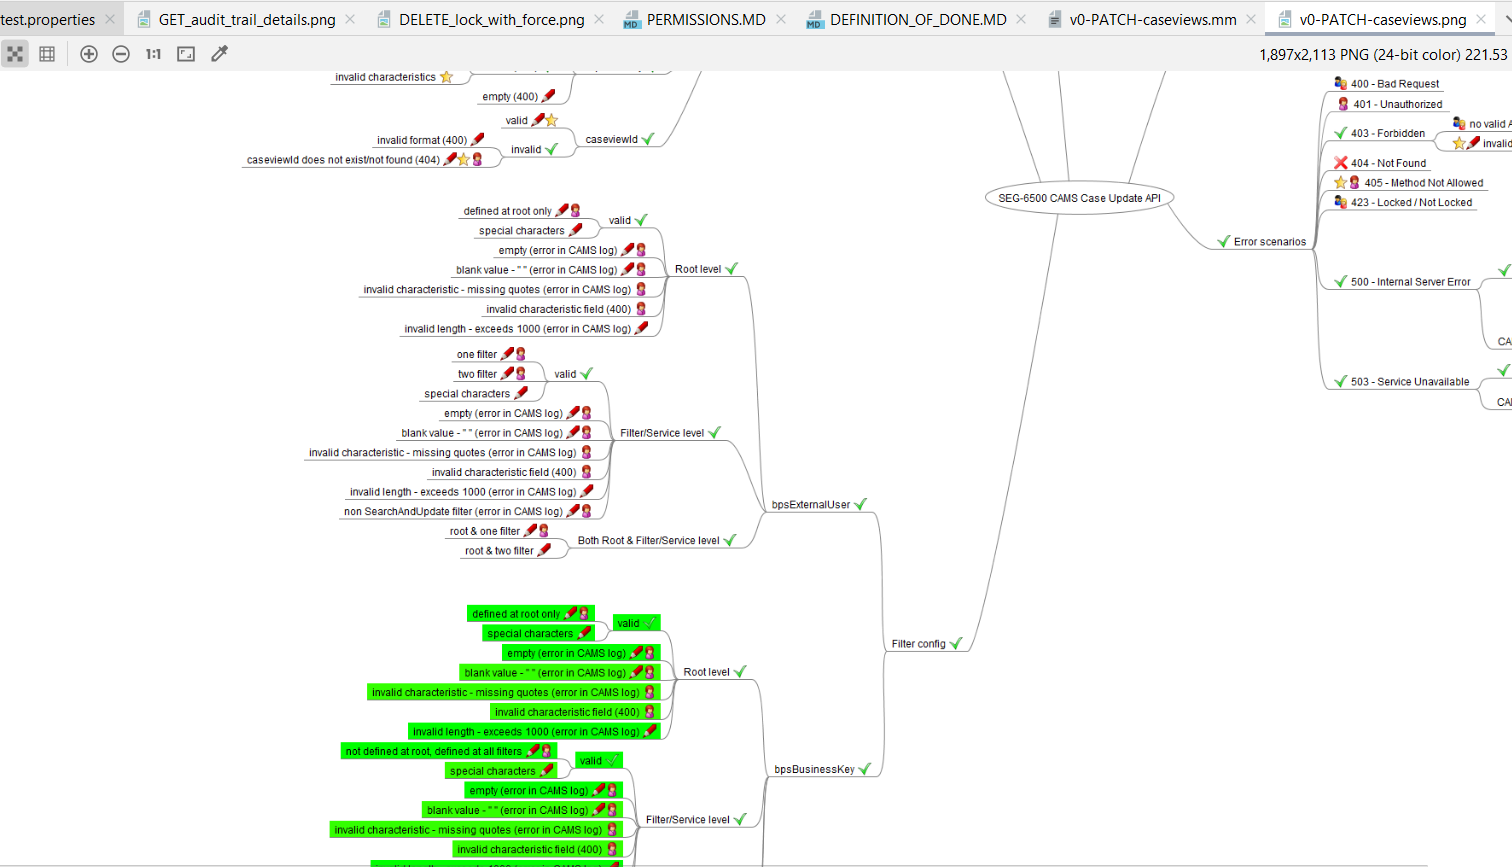 test.properties
GET_audit_trail_details.png
DELETE_lock_with_force.png
MD PERMISSIONS.MD
MD DEFINITION_OF_DONE.MD
v0-PATCH-caseviews.mm
v0-PATCH-caseviews.png
1:1
1,897x2,113 PNG (24-bit color) 221.53
invalid characteristics
empty (400)
valid
invalid format (400)
caseviewId does not exist/not found (404)
invalid
caseviewId
SEG-6500 CAMS Case Update API
Error scenarios
400 - Bad Request
401 - Unauthorized
403 - Forbidden
no valid
invalid
404 - Not Found
405 - Method Not Allowed
423 - Locked / Not Locked
500 - Internal Server Error
CA
503 - Service Unavailable
CA
defined at root only
special characters
valid
empty (error in CAMS log)
blank value - " " (error in CAMS log)
invalid characteristic - missing quotes (error in CAMS log)
invalid characteristic field (400)
invalid length - exceeds 1000 (error in CAMS log)
Root level
one filter
two filter
special characters
valid
empty (error in CAMS log)
blank value - " " (error in CAMS log)
invalid characteristic - missing quotes (error in CAMS log)
invalid characteristic field (400)
invalid length - exceeds 1000 (error in CAMS log)
non SearchAndUpdate filter (error in CAMS log)
Filter/Service level
root & one filter
root & two filter
Both Root & Filter/Service level
bpsExternalUser
Filter config
defined at root only
special characters
valid
empty (error in CAMS log)
blank value - " " (error in CAMS log)
invalid characteristic - missing quotes (error in CAMS log)
invalid characteristic field (400)
invalid length - exceeds 1000 (error in CAMS log)
Root level
not defined at root, defined at all filters
special characters
valid
empty (error in CAMS log)
blank value - " " (error in CAMS log)
invalid characteristic - missing quotes (error in CAMS log)
invalid characteristic field (400)
Filter/Service level
bpsBusinessKey